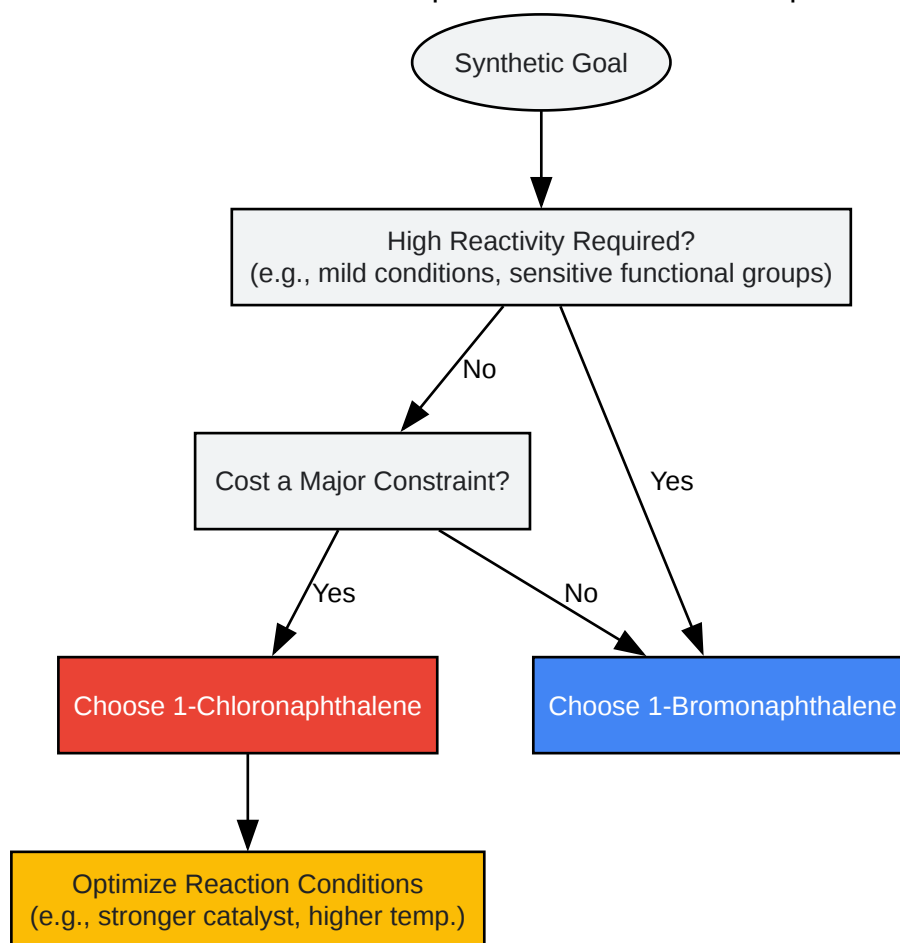 Synthetic Goal
High Reactivity Required?
(e.g., mild conditions, sensitive functional groups)
No
Cost a Major Constraint?
Yes
Yes
No
Choose 1-Chloronaphthalene
Choose 1-Bromonaphthalene
Optimize Reaction Conditions
(e.g., stronger catalyst, higher temp.)